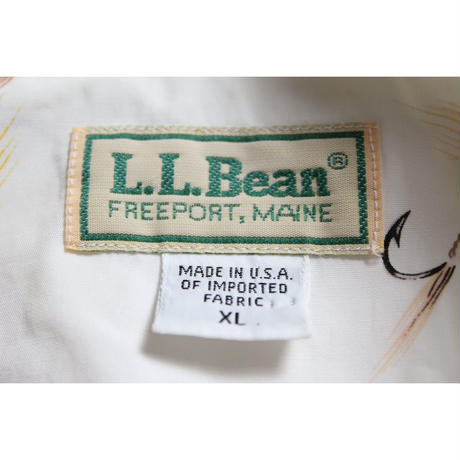 L.L.Bean®
FREEPORT, MAINE
MADE IN U.S.A.
OF IMPORTED
FABRIC
XL